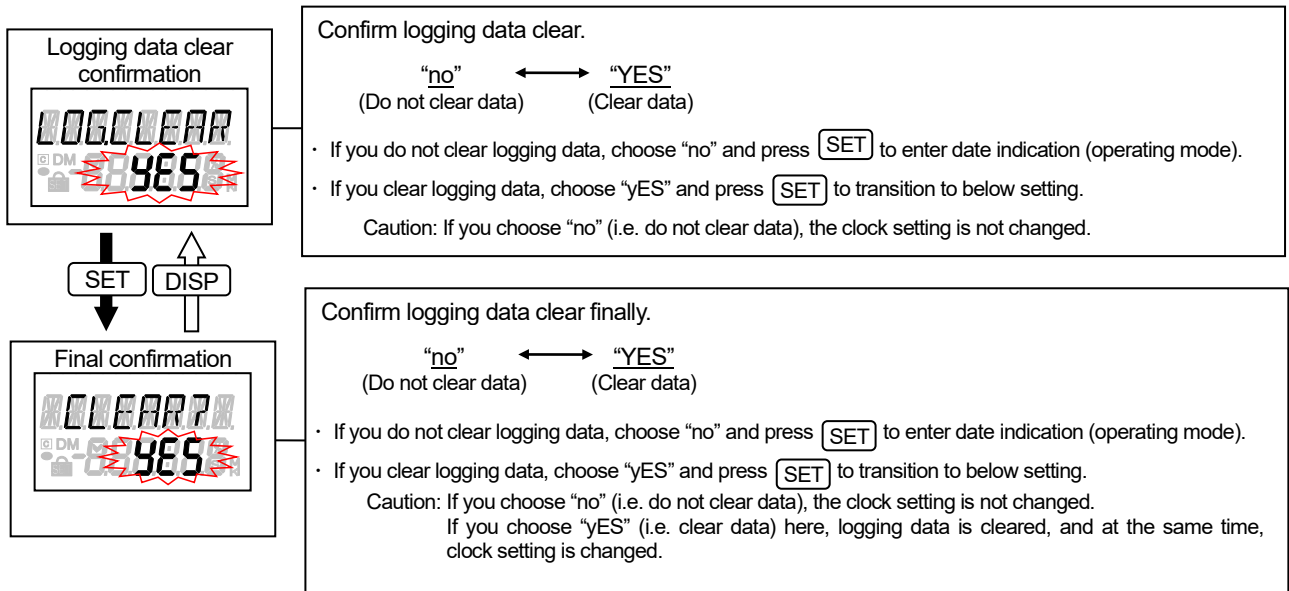 Logging data clear
confirmation
LOG.CLEAR
C DM
YES
SET DISP
Final confirmation
CLEAR?
C DM
YES
Confirm logging data clear.
“no” “YES”
(Do not clear data) (Clear data)
・ If you do not clear logging data, choose “no” and press SET to enter date indication (operating mode).
・ If you clear logging data, choose “yES” and press SET to transition to below setting.
Caution: If you choose “no” (i.e. do not clear data), the clock setting is not changed.
Confirm logging data clear finally.
“no” “YES”
(Do not clear data) (Clear data)
・ If you do not clear logging data, choose “no” and press SET to enter date indication (operating mode).
・ If you clear logging data, choose “yES” and press SET to transition to below setting.
Caution: If you choose “no” (i.e. do not clear data), the clock setting is not changed.
If you choose “yES” (i.e. clear data) here, logging data is cleared, and at the same time,
clock setting is changed.